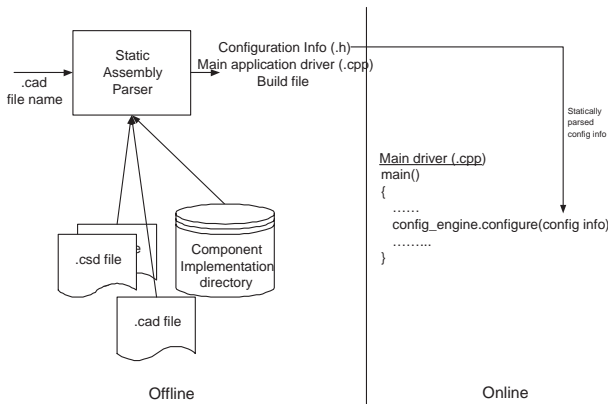 Static
Assembly
Parser
.cad
file name
Configuration Info (.h)
Main application driver (.cpp)
Build file
Statically
parsed
config info
Main driver (.cpp)
main()
{
……
config_engine.configure(config info)
……...
}
.csd file
e
Component
Implementation
directory
.cad file
Offline
Online